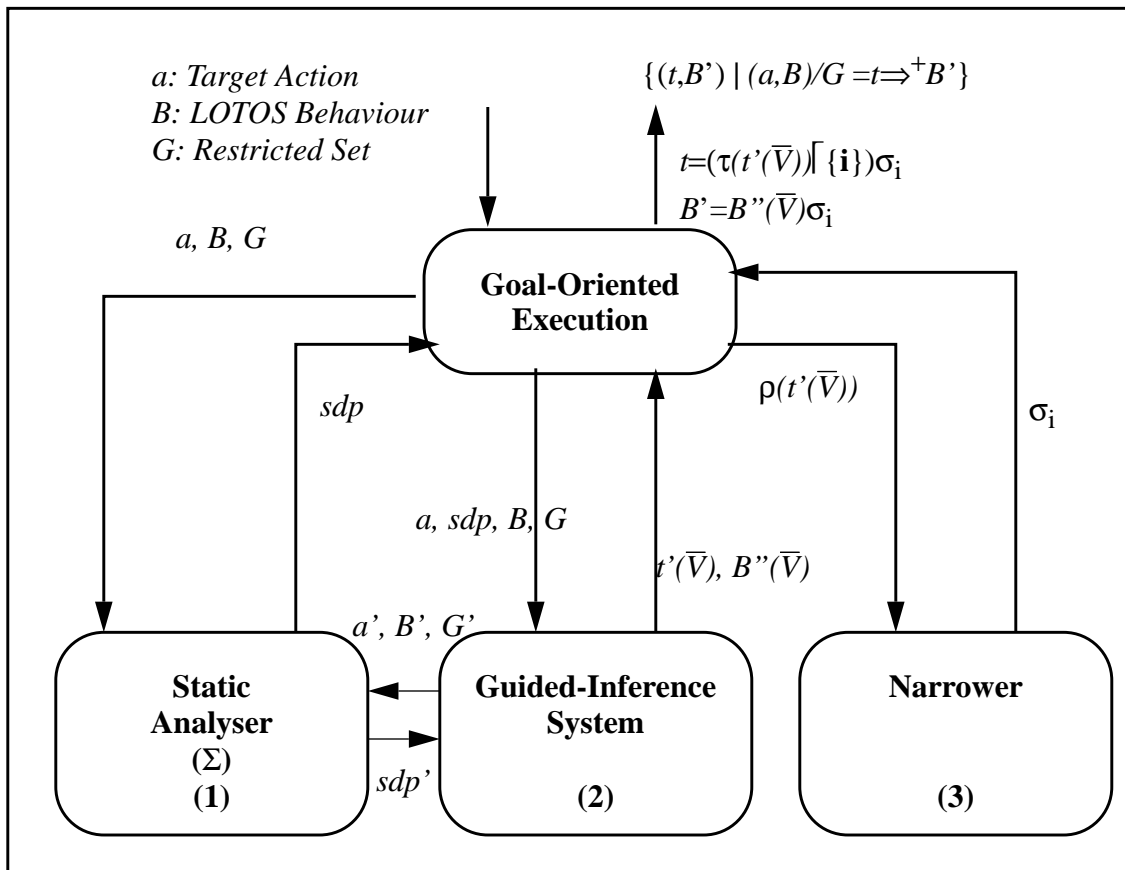 a: Target Action
B: LOTOS Behaviour
G: Restricted Set
{(t,B’) | (a,B)/G =t⇒⁺B’}
t=(τ(t’(V̅))⌈{i})σᵢ
B’=B”(V̅)σᵢ
a, B, G
Goal-Oriented
Execution
sdp
ρ(t’(V̅))
σᵢ
a, sdp, B, G
t’(V̅), B”(V̅)
a’, B’, G’
Static
Analyser
(Σ)
(1)
sdp’
Guided-Inference
System
(2)
Narrower
(3)